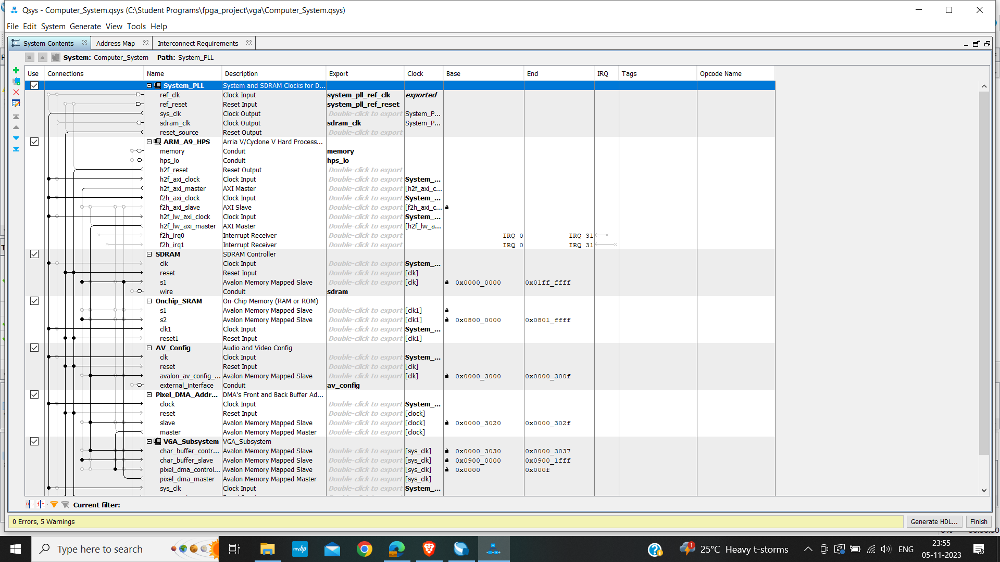 Qsys - Computer_System.qsys (C:\Student Programs\fpga_project\vga\Computer_System.qsys)
File Edit System Generate View Tools Help
System Contents Address Map Interconnect Requirements
System: Computer_System Path: System_PLL
Use Connections Name Description Export Clock Base End IRQ Tags Opcode Name
System_PLL System and SDRAM Clocks for D...
ref_clk Clock Input system_pll_ref_clk exported
ref_reset Reset Input system_pll_ref_reset
sys_clk Clock Output Double-click to export System_P...
sdram_clk Clock Output sdram_clk System_P...
reset_source Reset Output Double-click to export
ARM_A9_HPS Arria V/Cyclone V Hard Process...
memory Conduit memory
hps_io Conduit hps_io
h2f_reset Reset Output Double-click to export
h2f_axi_clock Clock Input Double-click to export System_...
h2f_axi_master AXI Master Double-click to export [h2f_axi_c...
f2h_axi_clock Clock Input Double-click to export System_...
f2h_axi_slave AXI Slave Double-click to export [f2h_axi_c...
h2f_lw_axi_clock Clock Input Double-click to export System_...
h2f_lw_axi_master AXI Master Double-click to export [h2f_lw_a...
f2h_irq0 Interrupt Receiver Double-click to export IRQ 0 IRQ 31
f2h_irq1 Interrupt Receiver Double-click to export IRQ 0 IRQ 31
SDRAM SDRAM Controller
clk Clock Input Double-click to export System_...
reset Reset Input Double-click to export [clk]
s1 Avalon Memory Mapped Slave Double-click to export [clk] 0x0000_0000 0x01ff_ffff
wire Conduit sdram
Onchip_SRAM On-Chip Memory (RAM or ROM)
s1 Avalon Memory Mapped Slave Double-click to export [clk1]
s2 Avalon Memory Mapped Slave Double-click to export [clk1] 0x0800_0000 0x0801_ffff
clk1 Clock Input Double-click to export System_...
reset1 Reset Input Double-click to export [clk1]
AV_Config Audio and Video Config
clk Clock Input Double-click to export System_...
reset Reset Input Double-click to export [clk]
avalon_av_config_... Avalon Memory Mapped Slave Double-click to export [clk] 0x0000_3000 0x0000_300f
external_interface Conduit av_config
Pixel_DMA_Addr... DMA's Front and Back Buffer Ad...
clock Clock Input Double-click to export System_...
reset Reset Input Double-click to export [clock]
slave Avalon Memory Mapped Slave Double-click to export [clock] 0x0000_3020 0x0000_302f
master Avalon Memory Mapped Master Double-click to export [clock]
VGA_Subsystem VGA_Subsystem
char_buffer_contr... Avalon Memory Mapped Slave Double-click to export [sys_clk] 0x0000_3030 0x0000_3037
char_buffer_slave Avalon Memory Mapped Slave Double-click to export [sys_clk] 0x0900_0000 0x0900_1fff
pixel_dma_control... Avalon Memory Mapped Slave Double-click to export [sys_clk] 0x0000 0x000f
pixel_dma_master Avalon Memory Mapped Master Double-click to export [sys_clk]
sys_clk Clock Input Double-click to export System_...
Current filter:
0 Errors, 5 Warnings Generate HDL... Finish
Type here to search myhp 1 25°C Heavy t-storms ENG 23:55
05-11-2023